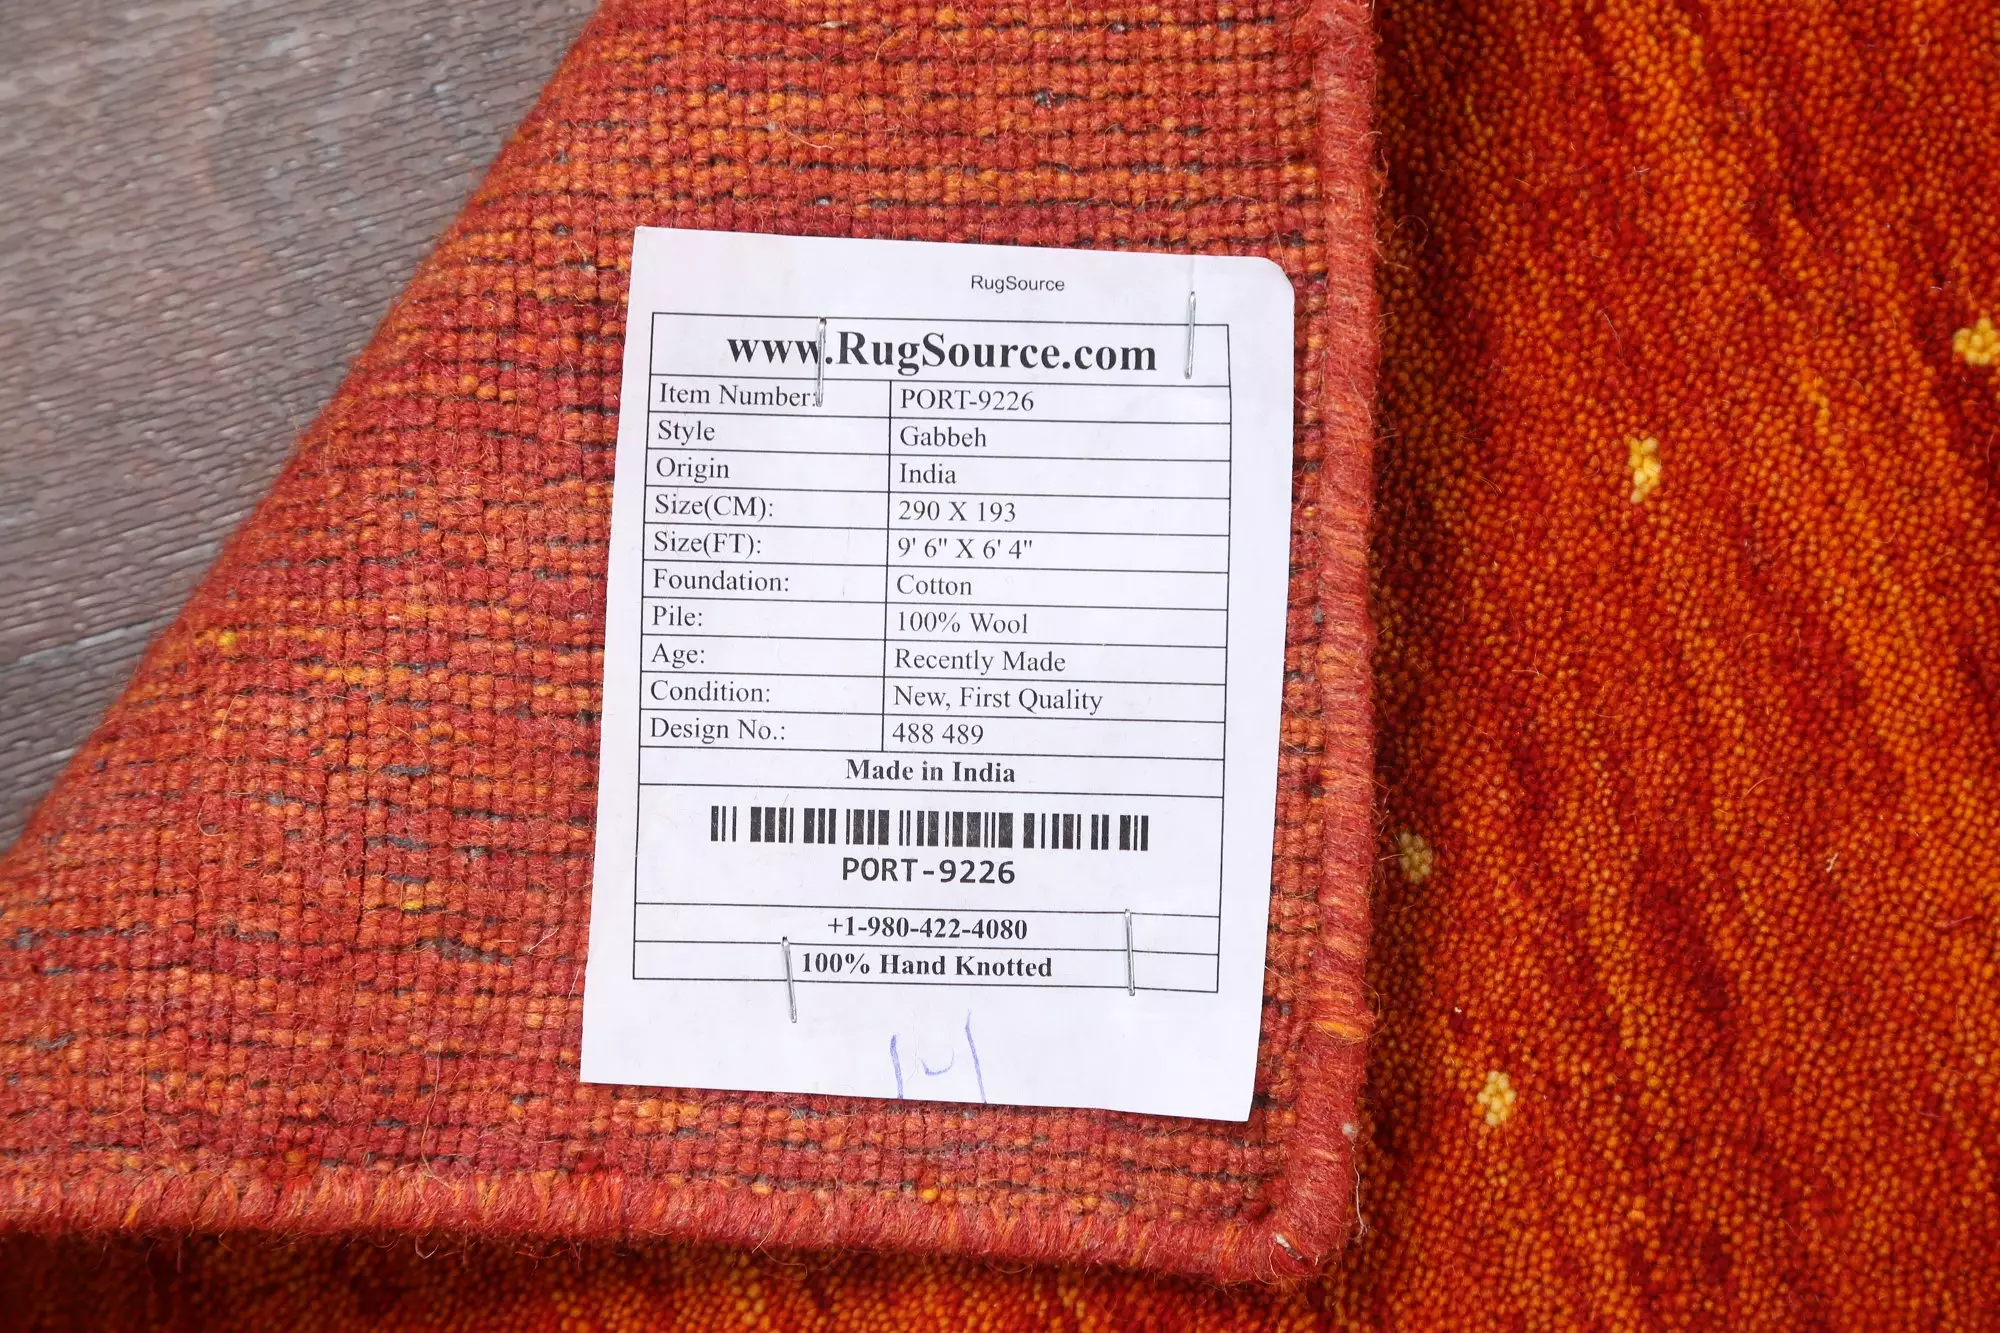 RugSource
www.RugSource.com
Item Number: PORT-9226
Style Gabbeh
Origin India
Size(CM): 290 X 193
Size(FT): 9' 6" X 6' 4"
Foundation: Cotton
Pile: 100% Wool
Age: Recently Made
Condition: New, First Quality
Design No.: 488 489
Made in India
PORT-9226
+1-980-422-4080
100% Hand Knotted